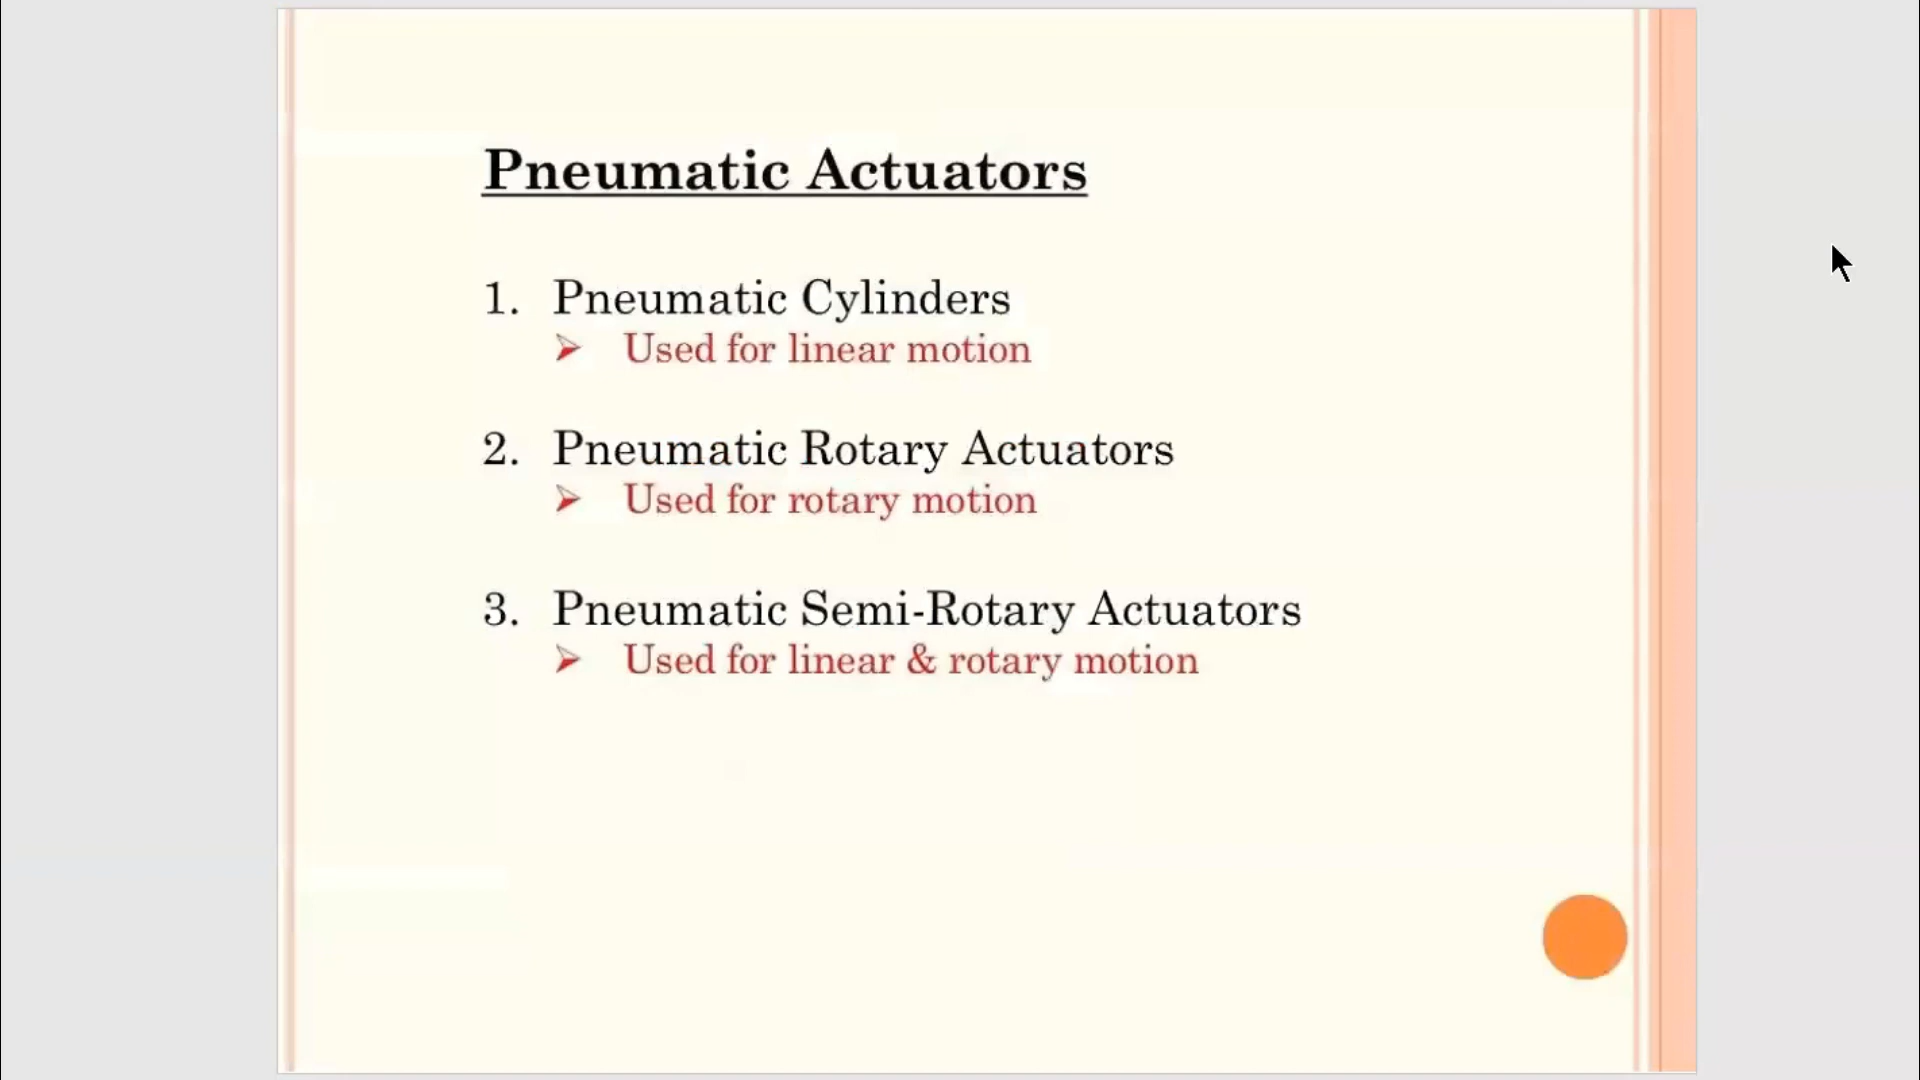 Pneumatic Actuators
1. Pneumatic Cylinders
➢ Used for linear motion
2. Pneumatic Rotary Actuators
➢ Used for rotary motion
3. Pneumatic Semi-Rotary Actuators
➢ Used for linear & rotary motion